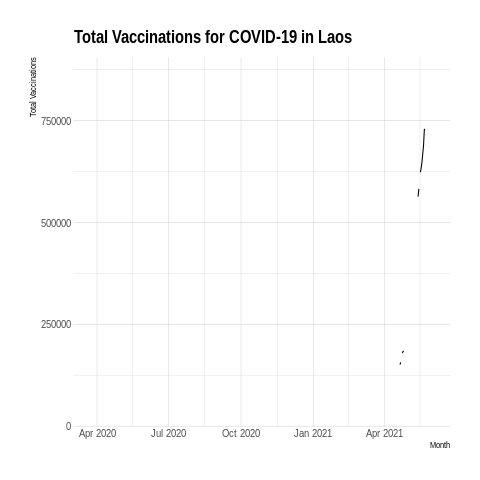 Total Vaccinations for COVID-19 in Laos
Total Vaccinations
750000
500000
250000
0
Apr 2020 Jul 2020 Oct 2020 Jan 2021 Apr 2021
Month